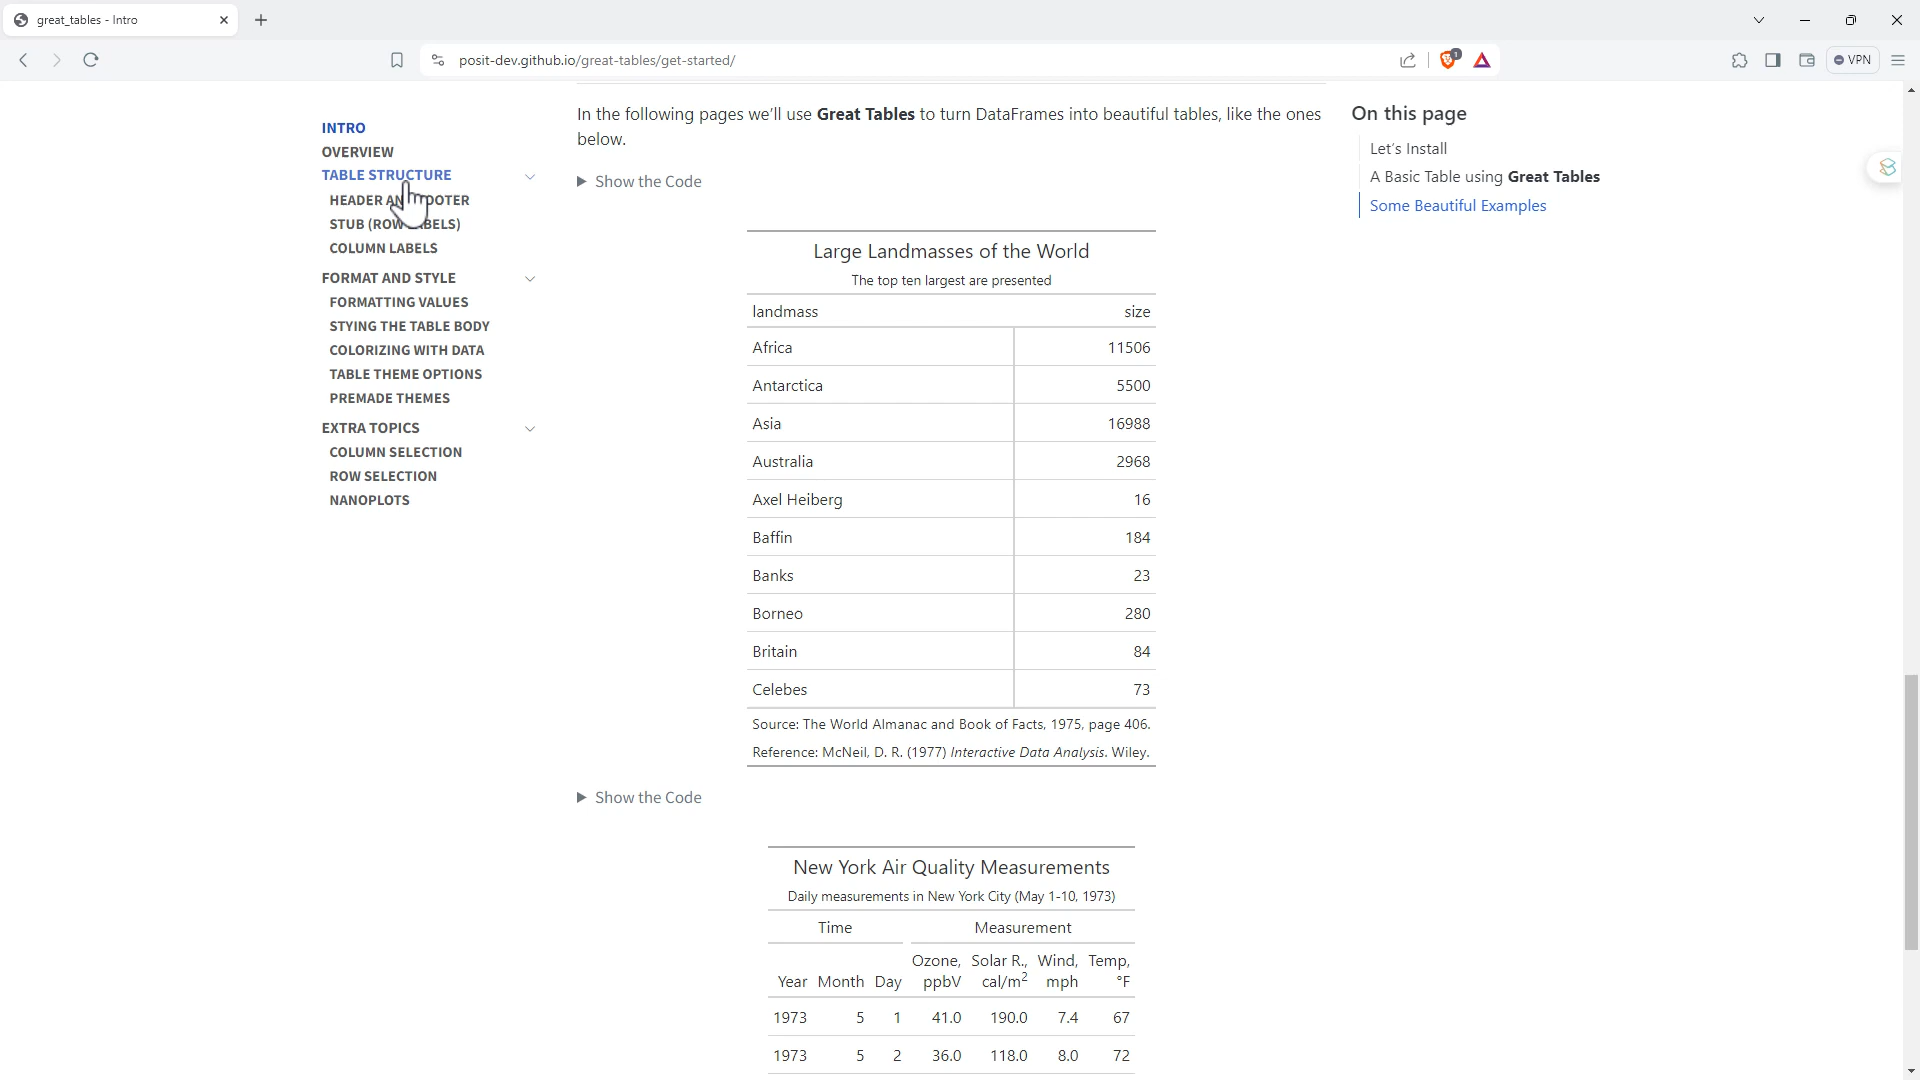 great_tables - Intro
posit-dev.github.io/great-tables/get-started/
1
VPN
INTRO
OVERVIEW
TABLE STRUCTURE
HEADER AND FOOTER
STUB (ROW LABELS)
COLUMN LABELS
FORMAT AND STYLE
FORMATTING VALUES
STYING THE TABLE BODY
COLORIZING WITH DATA
TABLE THEME OPTIONS
PREMADE THEMES
EXTRA TOPICS
COLUMN SELECTION
ROW SELECTION
NANOPLOTS
In the following pages we'll use Great Tables to turn DataFrames into beautiful tables, like the ones
below.
Show the Code
Large Landmasses of the World
The top ten largest are presented
landmass size
Africa 11506
Antarctica 5500
Asia 16988
Australia 2968
Axel Heiberg 16
Baffin 184
Banks 23
Borneo 280
Britain 84
Celebes 73
Source: The World Almanac and Book of Facts, 1975, page 406.
Reference: McNeil, D. R. (1977) Interactive Data Analysis. Wiley.
Show the Code
New York Air Quality Measurements
Daily measurements in New York City (May 1-10, 1973)
Time Measurement
Ozone, Solar R., Wind, Temp,
Year Month Day ppbV cal/m² mph °F
1973 5 1 41.0 190.0 7.4 67
1973 5 2 36.0 118.0 8.0 72
On this page
Let's Install
A Basic Table using Great Tables
Some Beautiful Examples